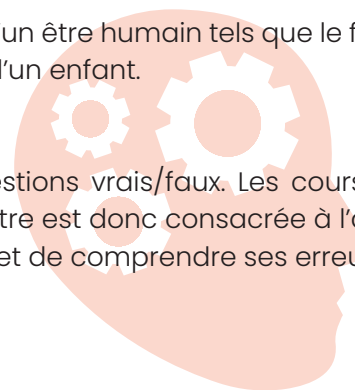 'un être humain tels que le f
d'un enfant.
estions vrais/faux. Les cours
tre est donc consacrée à l'
et de comprendre ses erreu